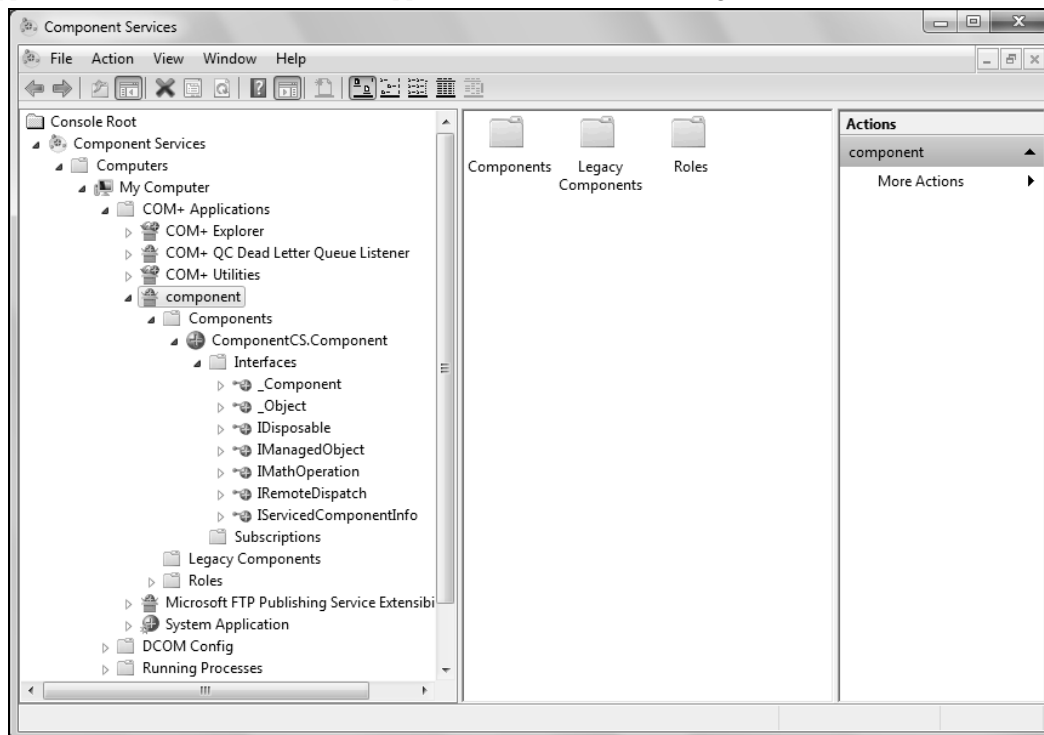 Component Services
File Action View Window Help
Console Root
Component Services
Computers
My Computer
COM+ Applications
COM+ Explorer
COM+ QC Dead Letter Queue Listener
COM+ Utilities
component
Components
ComponentCS.Component
Interfaces
_Component
_Object
IDisposable
IManagedObject
IMathOperation
IRemoteDispatch
IServicedComponentInfo
Subscriptions
Legacy Components
Roles
Microsoft FTP Publishing Service Extensibi
System Application
DCOM Config
Running Processes
Components Legacy Roles
Components
Actions
component
More Actions